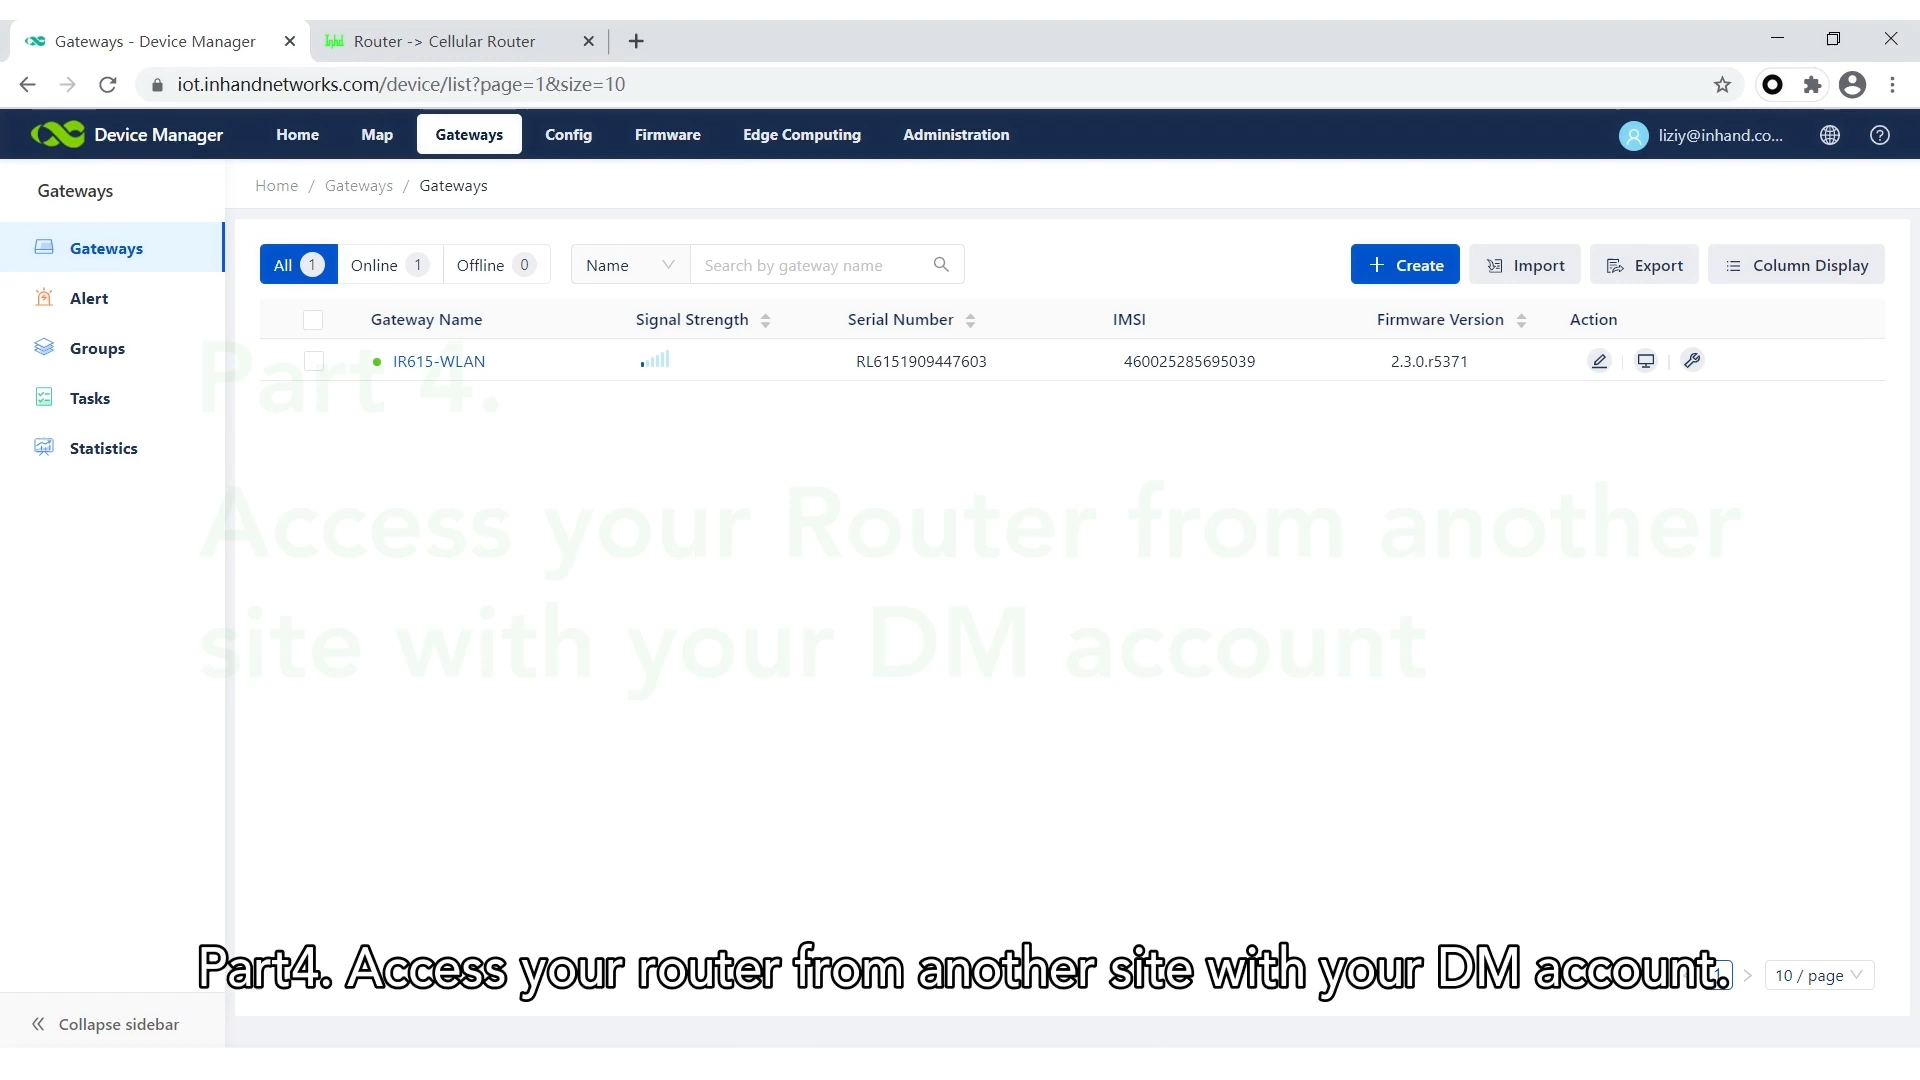 Gateways - Device Manager
Router -> Cellular Router
iot.inhandnetworks.com/device/list?page=1&size=10
Device Manager
Home
Map
Gateways
Config
Firmware
Edge Computing
Administration
liziy@inhand.co...
Gateways
Home / Gateways / Gateways
Gateways
Alert
Groups
Tasks
Statistics
All 1
Online 1
Offline 0
Name
Search by gateway name
Create
Import
Export
Column Display
Gateway Name
Signal Strength
Serial Number
IMSI
Firmware Version
Action
IR615-WLAN
RL6151909447603
460025285695039
2.3.0.r5371
Part 4.
Access your Router from another
site with your DM account
Part4. Access your router from another site with your DM account.
1
10 / page
Collapse sidebar